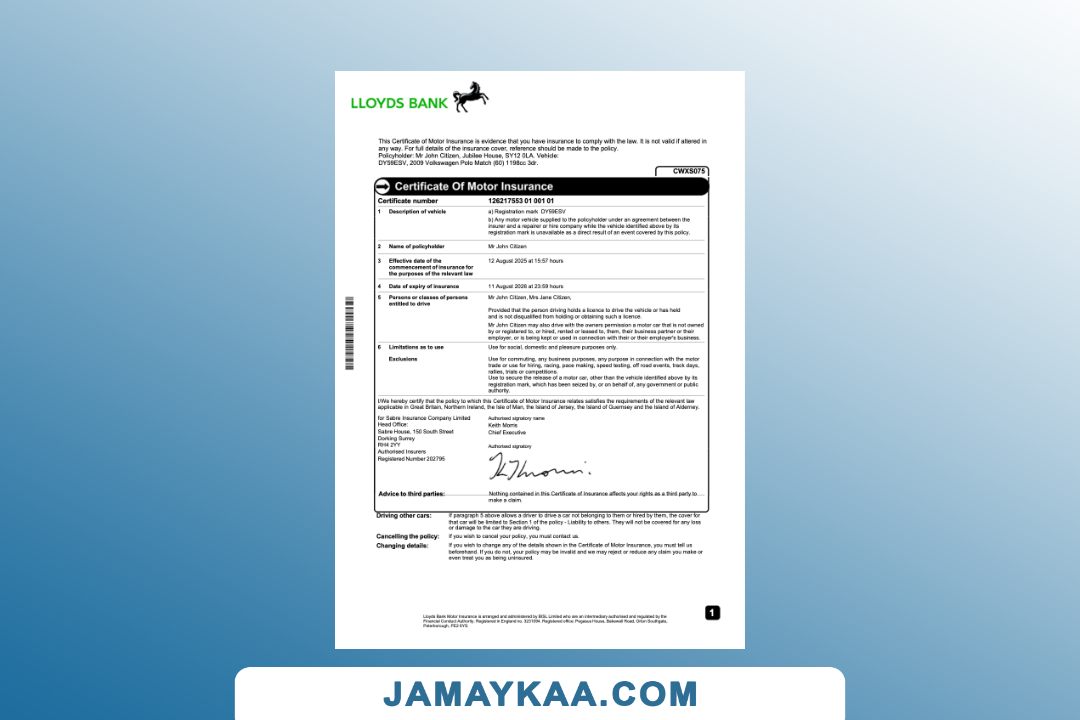 LLOYDS BANK
This Certificate of Motor Insurance is evidence that you have insurance to comply with the law. It is not valid if altered in
any way. For full details of the insurance cover, reference should be made to the policy.
Policyholder: Mr John Citizen, Jubilee House, SY12 0LA. Vehicle:
DY59ESV, 2009 Volkswagen Polo Match (60) 1198cc 3dr.
CWXS075
Certificate Of Motor Insurance
Certificate number 126217553 01 001 01
1 Description of vehicle a) Registration mark DY59ESV
b) Any motor vehicle supplied to the policyholder under an agreement between the
insurer and a repairer or hire company while the vehicle identified above by its
registration mark is unavailable as a direct result of an event covered by this policy.
2 Name of policyholder Mr John Citizen
3 Effective date of the 12 August 2025 at 15:57 hours
commencement of insurance for
the purposes of the relevant law
4 Date of expiry of insurance 11 August 2026 at 23:59 hours
5 Persons or classes of persons Mr John Citizen, Mrs Jane Citizen,
entitled to drive
Provided that the person driving holds a licence to drive the vehicle or has held
and is not disqualified from holding or obtaining such a licence.
Mr John Citizen may also drive with the owners permission a motor car that is not owned
by or registered to, or hired, rented or leased to, them, their business partner or their
employer, or is being kept or used in connection with their or their employer's business.
6 Limitations as to use Use for social, domestic and pleasure purposes only.
Exclusions Use for commuting, any business purposes, any purpose in connection with the motor
trade or use for hiring, racing, pace making, speed testing, off road events, track days,
rallies, trials or competitions.
Use to secure the release of a motor car, other than the vehicle identified above by its
registration mark, which has been seized by, or on behalf of, any government or public
authority.
I/We hereby certify that the policy to which this Certificate of Motor Insurance relates satisfies the requirements of the relevant law
applicable in Great Britain, Northern Ireland, the Isle of Man, the Island of Jersey, the Island of Guernsey and the Island of Alderney.
for Sabre Insurance Company Limited
Head Office:
Sabre House, 150 South Street
Dorking Surrey
RH4 2YY
Authorised Insurers
Registered Number 202795
Authorised signatory name
Keith Morris
Chief Executive
Authorised signatory
Advice to third parties: Nothing contained in this Certificate of Insurance affects your rights as a third party to
make a claim.
Driving other cars: If paragraph 5 above allows a driver to drive a car not belonging to them or hired by them, the cover for
that car will be limited to Section 1 of the policy - Liability to others. They will not be covered for any loss
or damage to the car they are driving.
Cancelling the policy: If you wish to cancel your policy, you must contact us.
Changing details: If you wish to change any of the details shown in the Certificate of Motor Insurance, you must tell us
beforehand. If you do not, your policy may be invalid and we may reject or reduce any claim you make or
even treat you as being uninsured.
Lloyds Bank Motor Insurance is arranged and administered by BISL Limited who are an intermediary authorised and regulated by the
Financial Conduct Authority. Registered in England no. 3231094. Registered office: Pegasus House, Bakewell Road, Orton Southgate,
Peterborough, PE2 6YS
1
JAMAYKAA.COM